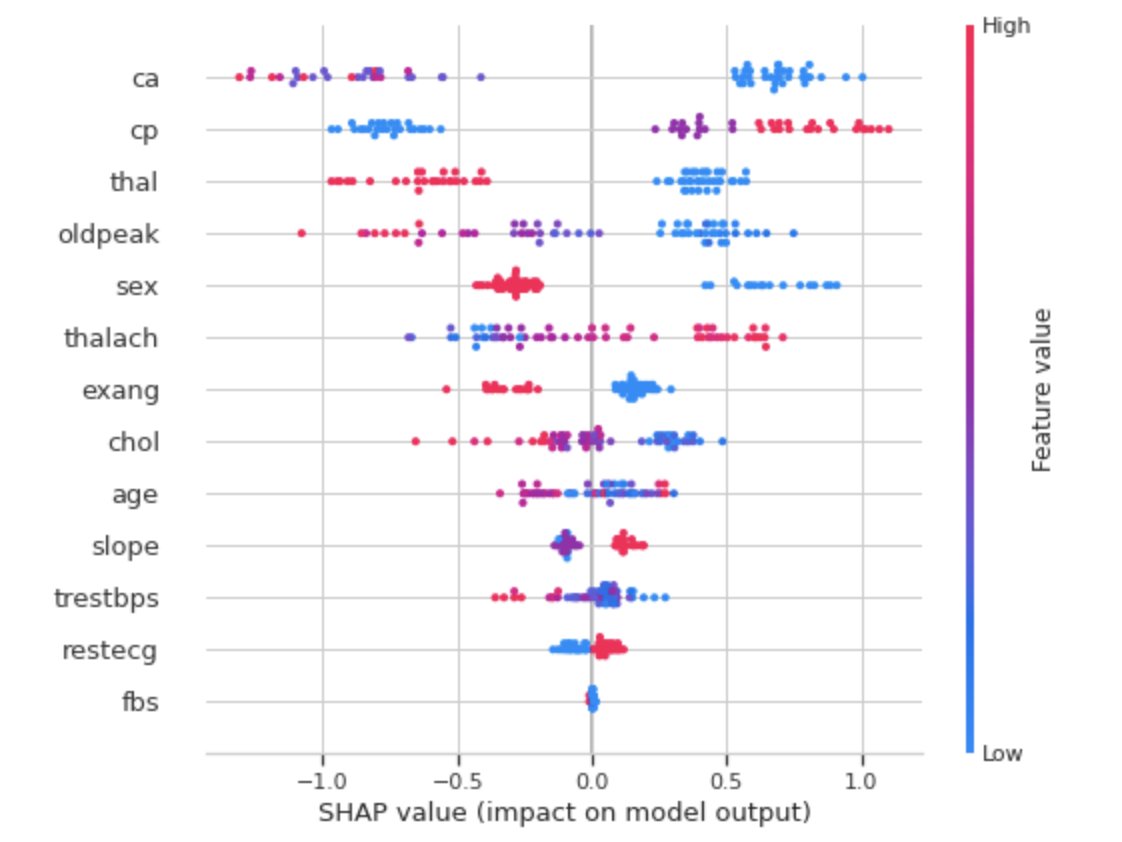 High
ca
cp
thal
oldpeak
sex
thalach
exang
chol
age
slope
trestbps
restecg
fbs
Feature value
Low
−1.0 −0.5 0.0 0.5 1.0
SHAP value (impact on model output)